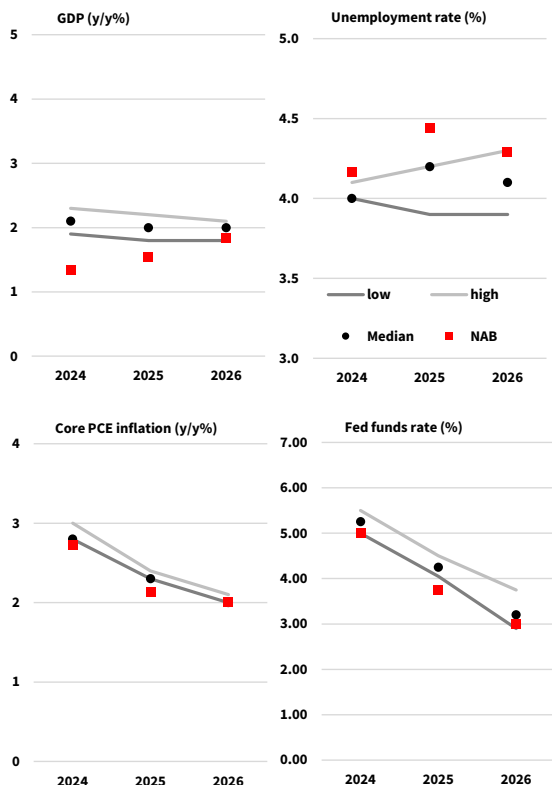 GDP (y/y%)
5
4
3
2
1
0
2024 2025 2026
Unemployment rate (%)
5.0
4.5
4.0
3.5
3.0
low high
Median NAB
2024 2025 2026
Core PCE inflation (y/y%)
4
3
2
1
0
2024 2025 2026
Fed funds rate (%)
7.00
6.00
5.00
4.00
3.00
2.00
1.00
0.00
2024 2025 2026